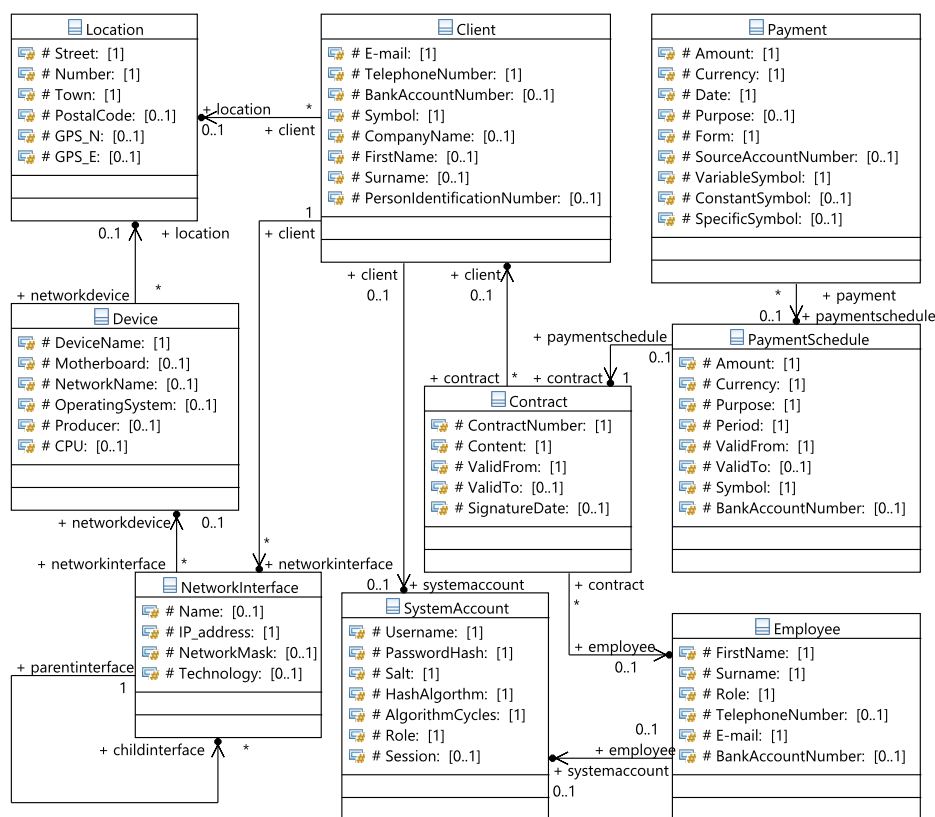 Location
# Street: [1]
# Number: [1]
# Town: [1]
# PostalCode: [0..1]
# GPS_N: [0..1]
# GPS_E: [0..1]
Client
# E-mail: [1]
# TelephoneNumber: [1]
# BankAccountNumber: [0..1]
# Symbol: [1]
# CompanyName: [0..1]
# FirstName: [0..1]
# Surname: [0..1]
# PersonIdentificationNumber: [0..1]
Payment
# Amount: [1]
# Currency: [1]
# Date: [1]
# Purpose: [0..1]
# Form: [1]
# SourceAccountNumber: [0..1]
# VariableSymbol: [1]
# ConstantSymbol: [0..1]
# SpecificSymbol: [0..1]
+ location
*
0..1
+ client
1
+ client
0..1
+ location
+ networkdevice
*
+ client
0..1
+ client
0..1
*
+ payment
0..1
+ paymentschedule
Device
# DeviceName: [1]
# Motherboard: [0..1]
# NetworkName: [0..1]
# OperatingSystem: [0..1]
# Producer: [0..1]
# CPU: [0..1]
+ paymentschedule
0..1
+ contract
*
+ contract
1
PaymentSchedule
# Amount: [1]
# Currency: [1]
# Purpose: [1]
# Period: [1]
# ValidFrom: [1]
# ValidTo: [0..1]
# Symbol: [1]
# BankAccountNumber: [0..1]
Contract
# ContractNumber: [1]
# Content: [1]
# ValidFrom: [1]
# ValidTo: [0..1]
# SignatureDate: [0..1]
+ networkdevice
0..1
+ networkinterface
*
*
+ networkinterface
0..1
+ systemaccount
+ contract
*
NetworkInterface
# Name: [0..1]
# IP_address: [1]
# NetworkMask: [0..1]
# Technology: [0..1]
+ parentinterface
1
+ childinterface
*
SystemAccount
# Username: [1]
# PasswordHash: [1]
# Salt: [1]
# HashAlgorthm: [1]
# AlgorithmCycles: [1]
# Role: [1]
# Session: [0..1]
+ employee
0..1
Employee
# FirstName: [1]
# Surname: [1]
# Role: [1]
# TelephoneNumber: [0..1]
# E-mail: [1]
# BankAccountNumber: [0..1]
0..1
+ employee
+ systemaccount
0..1